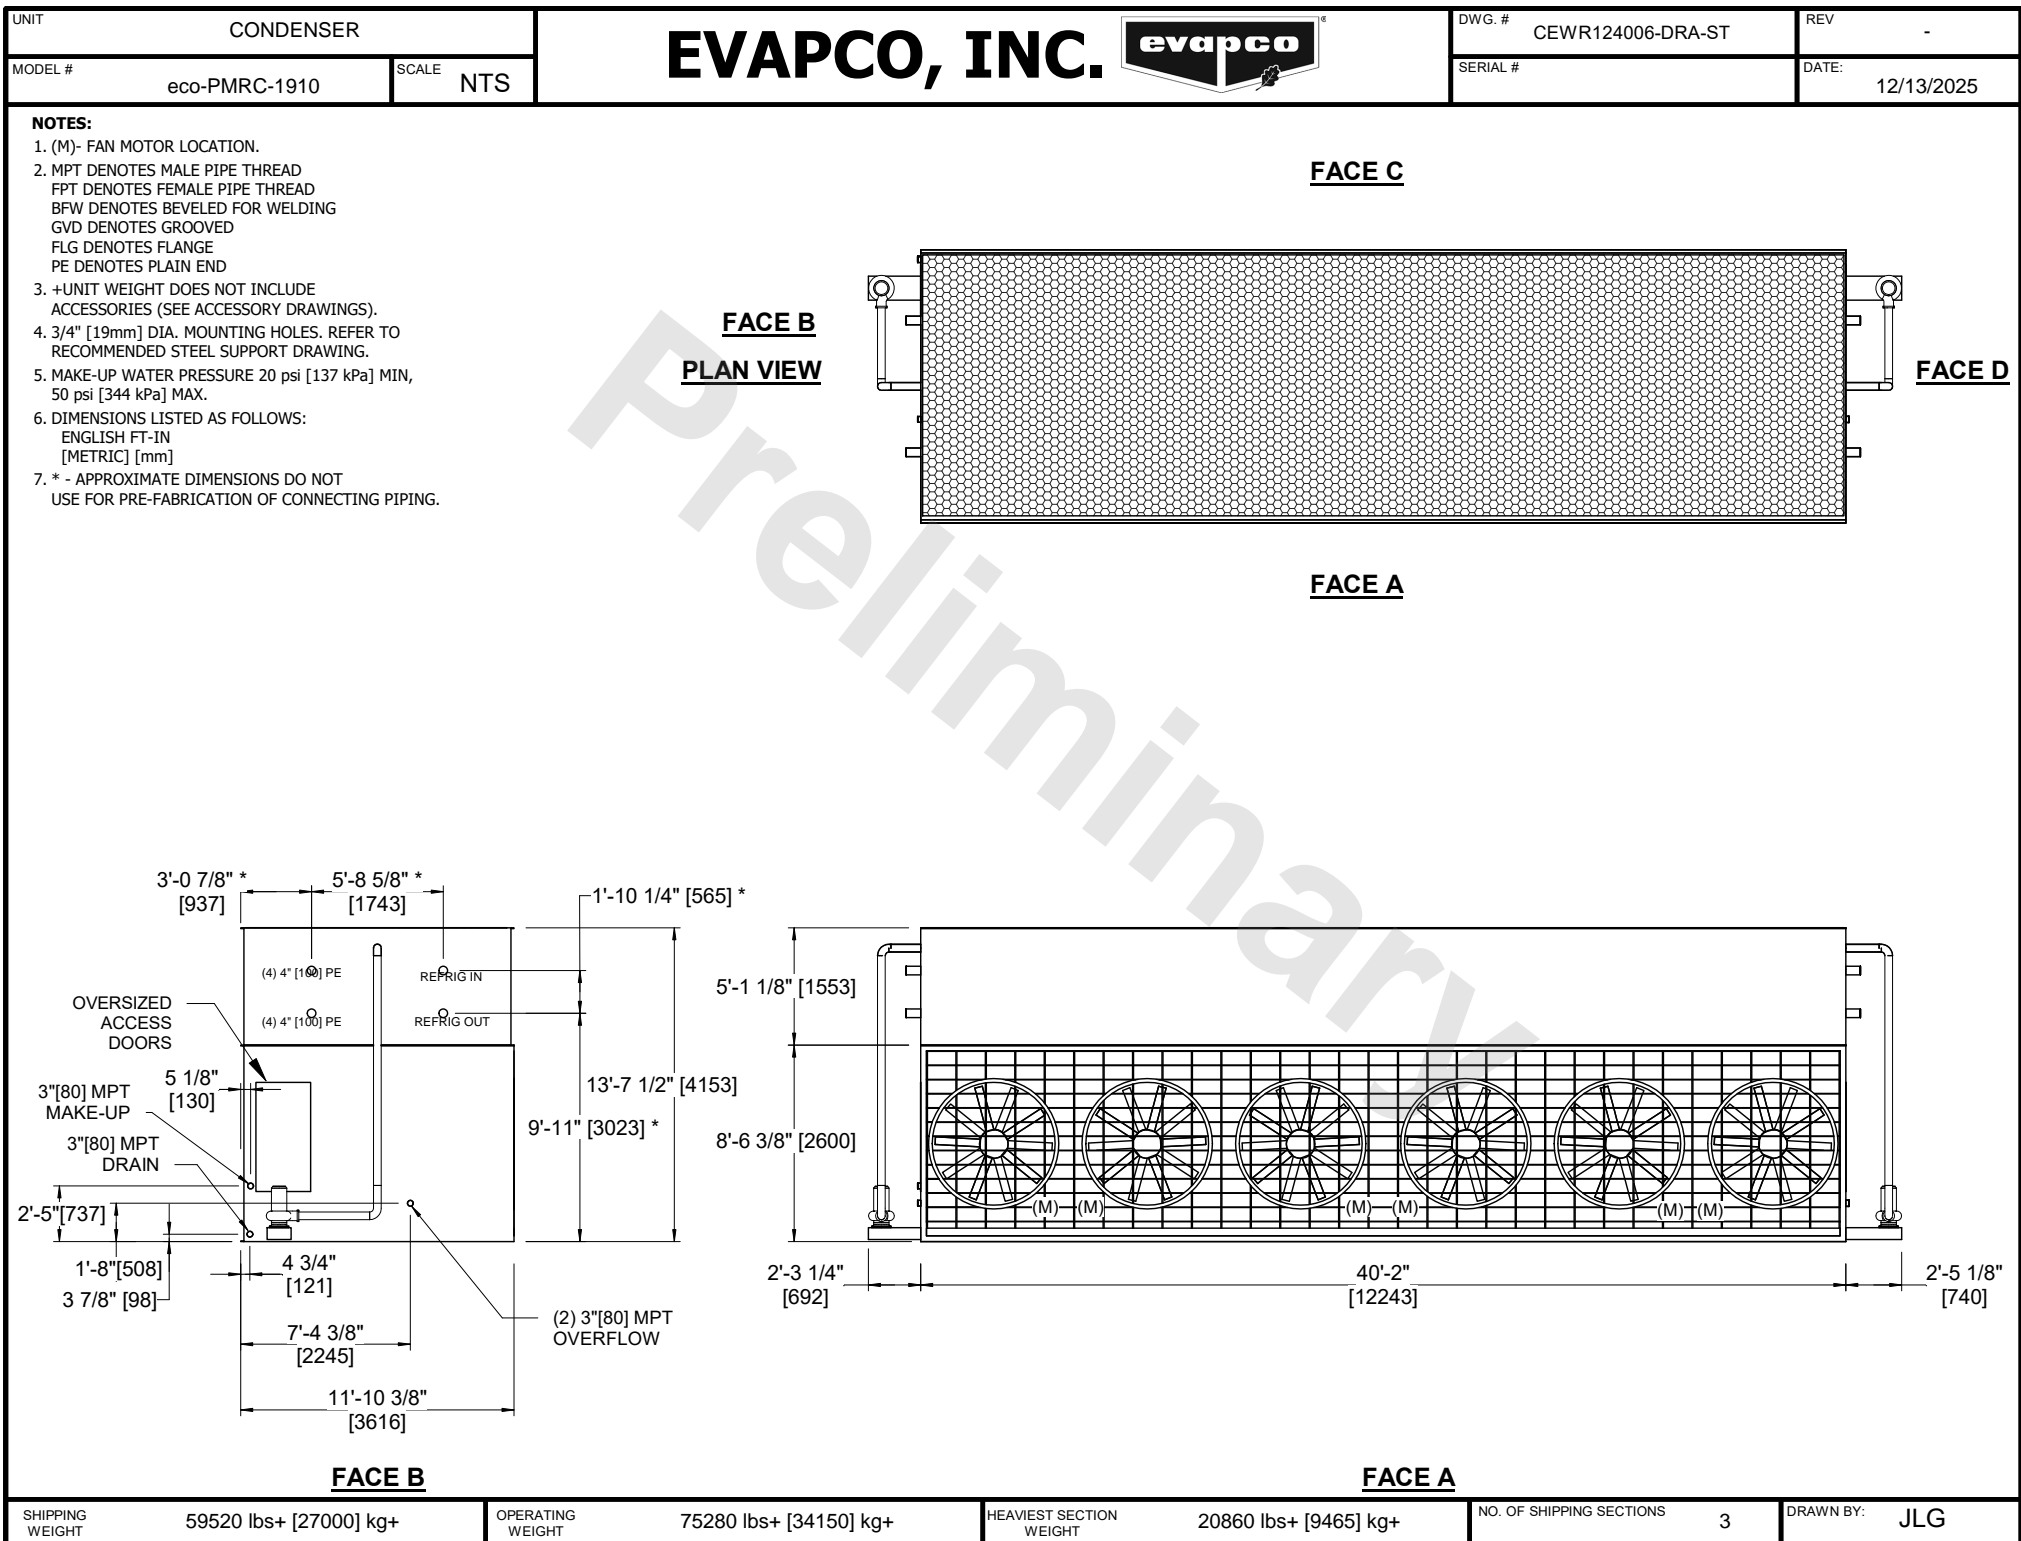 UNIT
CONDENSER
MODEL #
eco-PMRC-1910
SCALE
NTS
EVAPCO, INC.
evapco
®
DWG. #
CEWR124006-DRA-ST
REV
-
SERIAL #
DATE:
12/13/2025
NOTES:
1. (M)- FAN MOTOR LOCATION.
2. MPT DENOTES MALE PIPE THREAD
FPT DENOTES FEMALE PIPE THREAD
BFW DENOTES BEVELED FOR WELDING
GVD DENOTES GROOVED
FLG DENOTES FLANGE
PE DENOTES PLAIN END
3. +UNIT WEIGHT DOES NOT INCLUDE
ACCESSORIES (SEE ACCESSORY DRAWINGS).
4. 3/4" [19mm] DIA. MOUNTING HOLES. REFER TO
RECOMMENDED STEEL SUPPORT DRAWING.
5. MAKE-UP WATER PRESSURE 20 psi [137 kPa] MIN,
50 psi [344 kPa] MAX.
6. DIMENSIONS LISTED AS FOLLOWS:
ENGLISH FT-IN
[METRIC] [mm]
7. * - APPROXIMATE DIMENSIONS DO NOT
USE FOR PRE-FABRICATION OF CONNECTING PIPING.
FACE C
FACE B
PLAN VIEW
FACE D
FACE A
Preliminary
3'-0 7/8" *
[937]
5'-8 5/8" *
[1743]
1'-10 1/4" [565] *
(4) 4" [100] PE
REFRIG IN
(4) 4" [100] PE
REFRIG OUT
OVERSIZED
ACCESS
DOORS
5 1/8"
[130]
3"[80] MPT
MAKE-UP
3"[80] MPT
DRAIN
2'-5"[737]
1'-8"[508]
3 7/8" [98]
4 3/4"
[121]
7'-4 3/8"
[2245]
11'-10 3/8"
[3616]
13'-7 1/2" [4153]
9'-11" [3023] *
(2) 3"[80] MPT
OVERFLOW
5'-1 1/8" [1553]
8'-6 3/8" [2600]
(M) (M) (M) (M) (M) (M)
2'-3 1/4"
[692]
40'-2"
[12243]
2'-5 1/8"
[740]
FACE B
FACE A
SHIPPING
WEIGHT
59520 lbs+ [27000] kg+
OPERATING
WEIGHT
75280 lbs+ [34150] kg+
HEAVIEST SECTION
WEIGHT
20860 lbs+ [9465] kg+
NO. OF SHIPPING SECTIONS
3
DRAWN BY:
JLG